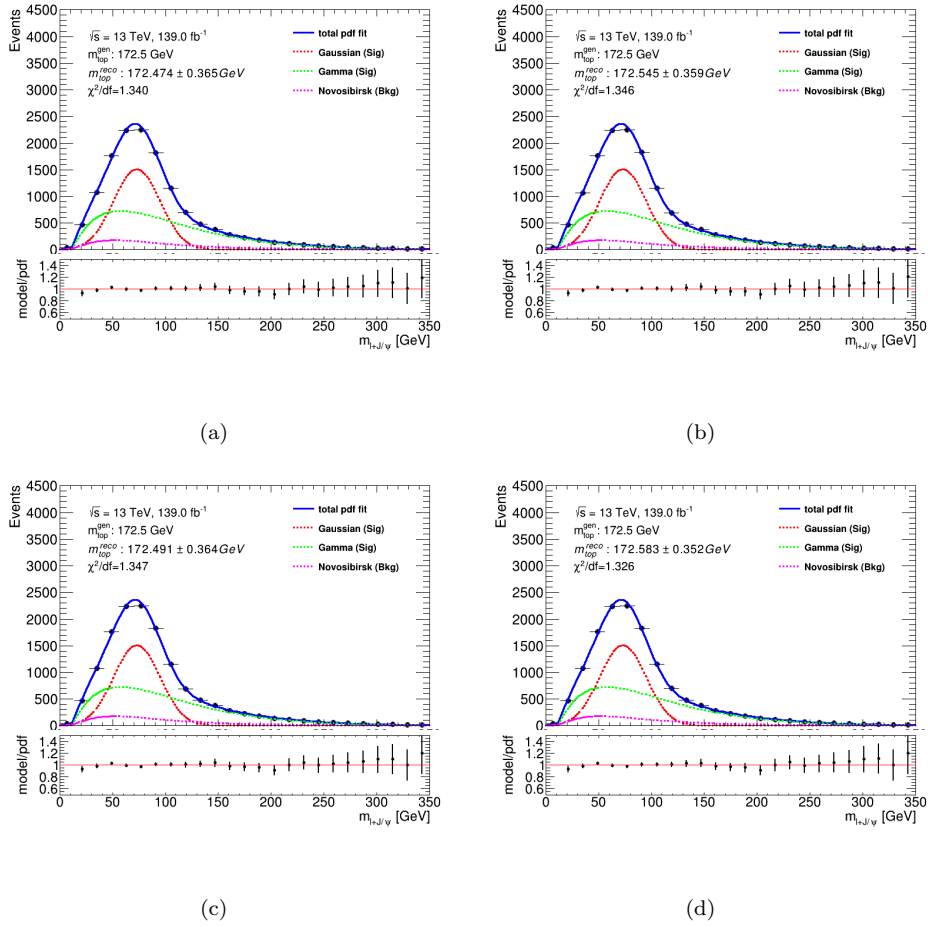 Events
4500
4000
3500
3000
2500
2000
1500
1000
500
0
√s = 13 TeV, 139.0 fb⁻¹
m_top^gen : 172.5 GeV
m_top^reco : 172.474 ± 0.365GeV
χ²/df=1.340
total pdf fit
Gaussian (Sig)
Gamma (Sig)
Novosibirsk (Bkg)
model/pdf
1.4
1.2
1
0.8
0.6
0 50 100 150 200 250 300 350
m_l+J/ψ [GeV]
(a)
Events
4500
4000
3500
3000
2500
2000
1500
1000
500
0
√s = 13 TeV, 139.0 fb⁻¹
m_top^gen : 172.5 GeV
m_top^reco : 172.545 ± 0.359GeV
χ²/df=1.346
total pdf fit
Gaussian (Sig)
Gamma (Sig)
Novosibirsk (Bkg)
model/pdf
1.4
1.2
1
0.8
0.6
0 50 100 150 200 250 300 350
m_l+J/ψ [GeV]
(b)
Events
4500
4000
3500
3000
2500
2000
1500
1000
500
0
√s = 13 TeV, 139.0 fb⁻¹
m_top^gen : 172.5 GeV
m_top^reco : 172.491 ± 0.364GeV
χ²/df=1.347
total pdf fit
Gaussian (Sig)
Gamma (Sig)
Novosibirsk (Bkg)
model/pdf
1.4
1.2
1
0.8
0.6
0 50 100 150 200 250 300 350
m_l+J/ψ [GeV]
(c)
Events
4500
4000
3500
3000
2500
2000
1500
1000
500
0
√s = 13 TeV, 139.0 fb⁻¹
m_top^gen : 172.5 GeV
m_top^reco : 172.583 ± 0.352GeV
χ²/df=1.326
total pdf fit
Gaussian (Sig)
Gamma (Sig)
Novosibirsk (Bkg)
model/pdf
1.4
1.2
1
0.8
0.6
0 50 100 150 200 250 300 350
m_l+J/ψ [GeV]
(d)